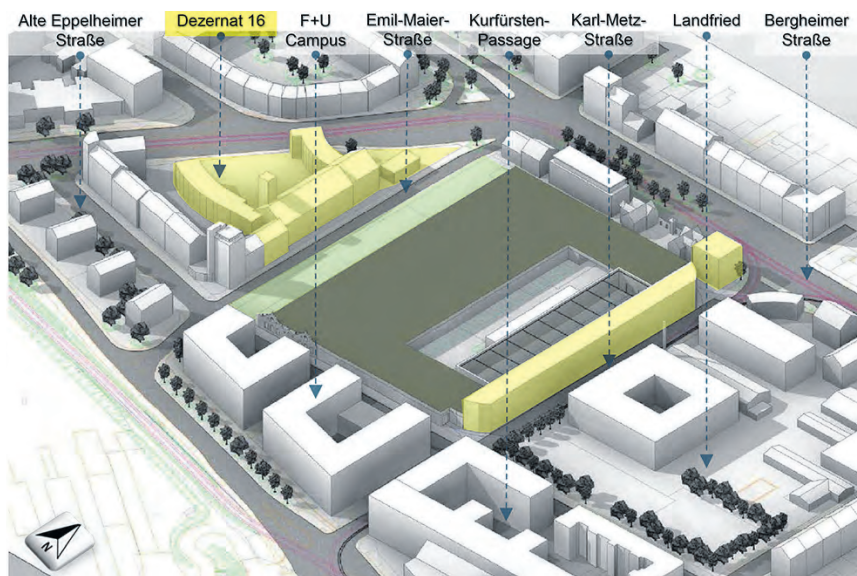 Alte Eppelheimer
Straße
Dezernat 16
F+U
Campus
Emil-Maier-
Straße
Kurfürsten-
Passage
Karl-Metz-
Straße
Landfried
Bergheimer
Straße
N